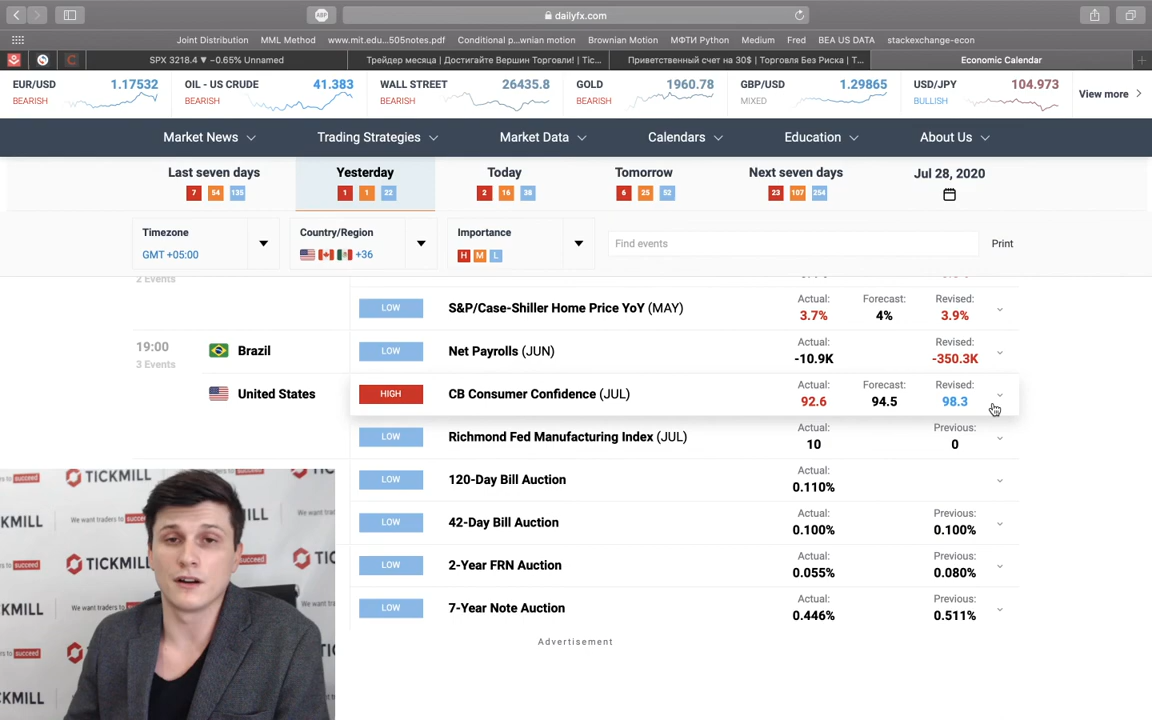 dailyfx.com
Joint Distribution MML Method www.mit.edu...505notes.pdf Conditional p...wnian motion Brownian Motion МФТИ Python Medium Fred BEA US DATA stackexchange-econ
SPX 3218.4 ▼ −0.65% Unnamed Трейдер месяца | Достигайте Вершин Торговли! | Tic... Приветственный счет на 30$ | Торговля Без Риска | T... Economic Calendar
EUR/USD 1.17532 OIL - US CRUDE 41.383 WALL STREET 26435.8 GOLD 1960.78 GBP/USD 1.29865 USD/JPY 104.973 View more
BEARISH BEARISH BEARISH BEARISH MIXED BULLISH
Market News Trading Strategies Market Data Calendars Education About Us
Last seven days Yesterday Today Tomorrow Next seven days Jul 28, 2020
7 54 135 1 1 22 2 16 38 6 25 52 23 107 254
Timezone Country/Region Importance Find events Print
GMT +05:00 +36 H M L
2 Events
S&P/Case-Shiller Home Price YoY (MAY) Actual: Forecast: Revised:
LOW 3.7% 4% 3.9%
19:00 Brazil LOW Net Payrolls (JUN) Actual: Revised:
3 Events -10.9K -350.3K
United States HIGH CB Consumer Confidence (JUL) Actual: Forecast: Revised:
92.6 94.5 98.3
LOW Richmond Fed Manufacturing Index (JUL) Actual: Previous:
10 0
LOW 120-Day Bill Auction Actual:
0.110%
LOW 42-Day Bill Auction Actual: Previous:
0.100% 0.100%
LOW 2-Year FRN Auction Actual: Previous:
0.055% 0.080%
LOW 7-Year Note Auction Actual: Previous:
0.446% 0.511%
Advertisement
TICKMILL
We want traders to succeed
TICKMILL
TICKMILL
TICKMILL